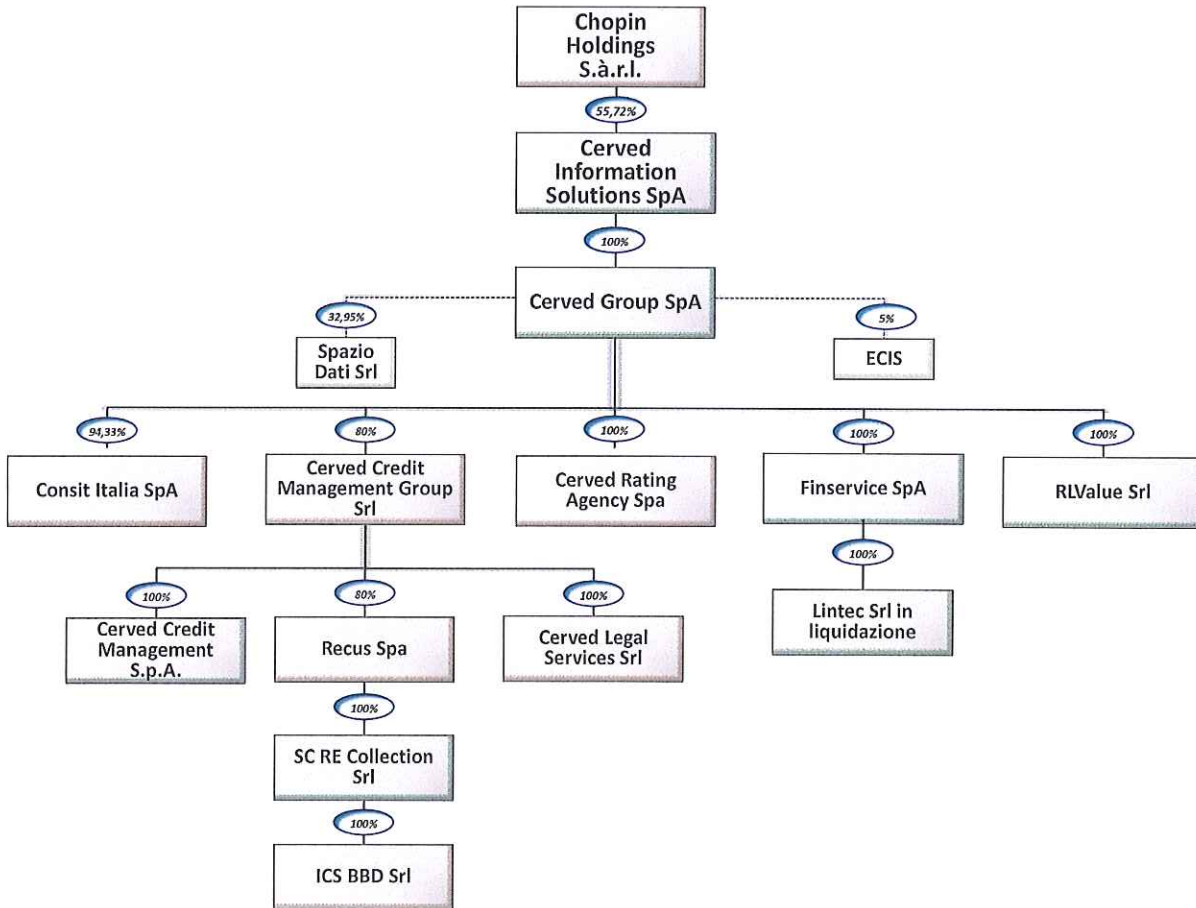 Chopin
Holdings
S.à.r.l.
55,72%
Cerved
Information
Solutions SpA
100%
Cerved Group SpA
32,95%
5%
Spazio
Dati Srl
ECIS
94,33%
80%
100%
100%
100%
Consit Italia SpA
Cerved Credit
Management Group
Srl
Cerved Rating
Agency Spa
Finservice SpA
RLValue Srl
100%
80%
100%
100%
Cerved Credit
Management
S.p.A.
Recus Spa
Cerved Legal
Services Srl
Lintec Srl in
liquidazione
100%
SC RE Collection
Srl
100%
ICS BBD Srl